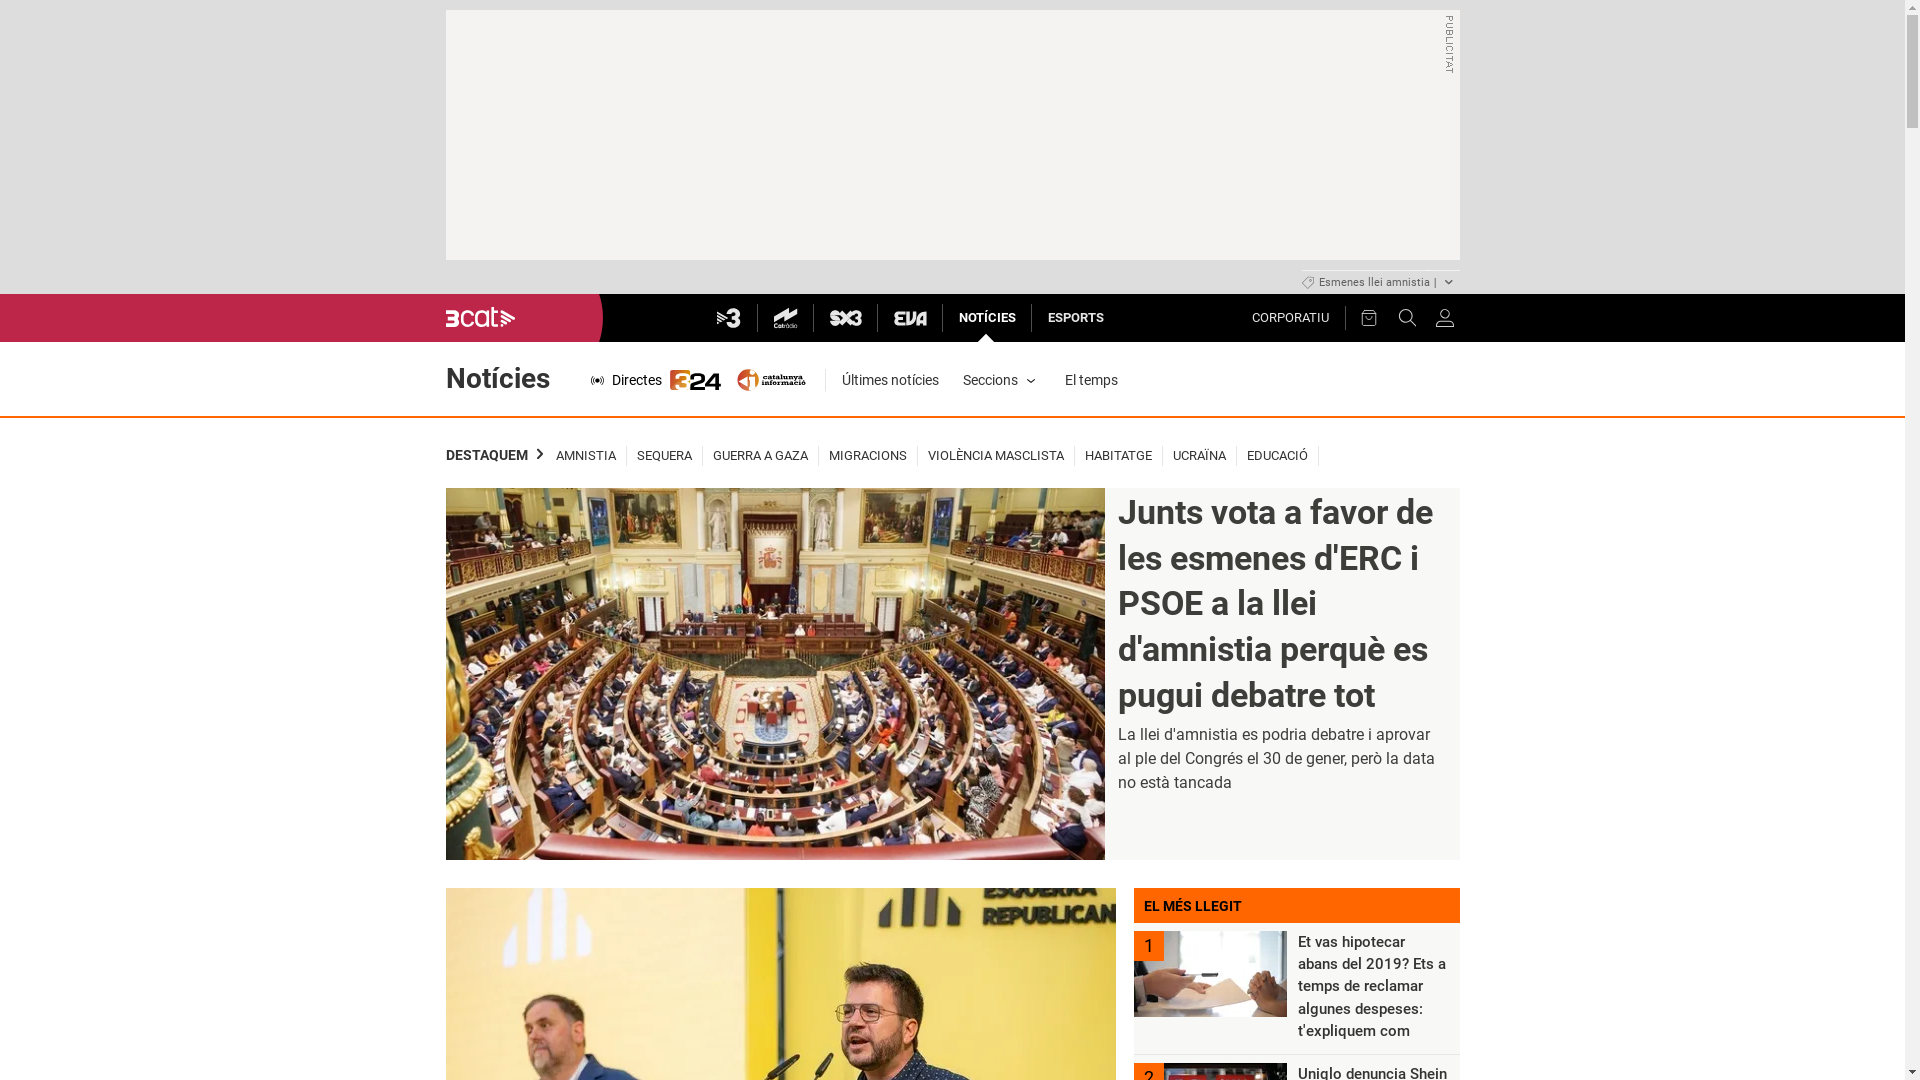 PUBLICITAT
Esmenes llei amnistia |
3cat
3
Catràdio
SX3
EVA
NOTÍCIES
ESPORTS
CORPORATIU
Notícies
Directes
324
catalunya
informació
Últimes notícies
Seccions
El temps
DESTAQUEM
AMNISTIA
SEQUERA
GUERRA A GAZA
MIGRACIONS
VIOLÈNCIA MASCLISTA
HABITATGE
UCRAÏNA
EDUCACIÓ
Junts vota a favor de
les esmenes d'ERC i
PSOE a la llei
d'amnistia perquè es
pugui debatre tot
La llei d'amnistia es podria debatre i aprovar
al ple del Congrés el 30 de gener, però la data
no està tancada
ESQUERRA
REPUBLICAN
EL MÉS LLEGIT
1
Et vas hipotecar
abans del 2019? Ets a
temps de reclamar
algunes despeses:
t'expliquem com
2
Uniqlo denuncia Shein